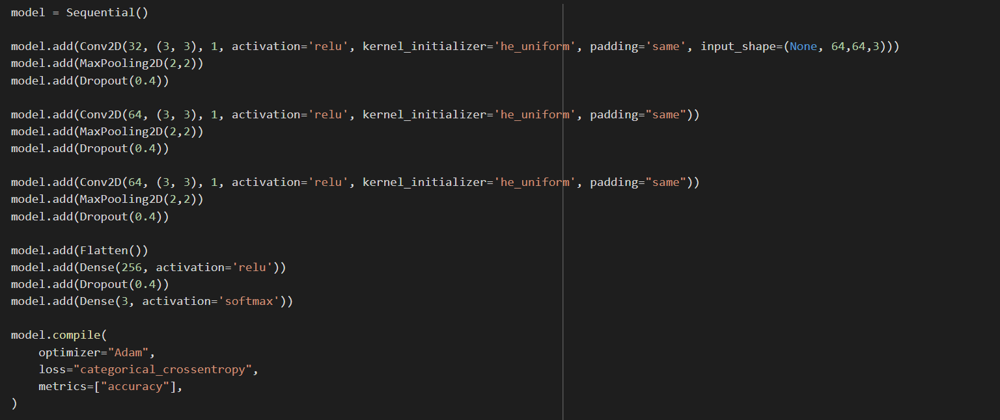 model = Sequential()
model.add(Conv2D(32, (3, 3), 1, activation='relu', kernel_initializer='he_uniform', padding='same', input_shape=(None, 64,64,3)))
model.add(MaxPooling2D(2,2))
model.add(Dropout(0.4))
model.add(Conv2D(64, (3, 3), 1, activation='relu', kernel_initializer='he_uniform', padding="same"))
model.add(MaxPooling2D(2,2))
model.add(Dropout(0.4))
model.add(Conv2D(64, (3, 3), 1, activation='relu', kernel_initializer='he_uniform', padding="same"))
model.add(MaxPooling2D(2,2))
model.add(Dropout(0.4))
model.add(Flatten())
model.add(Dense(256, activation='relu'))
model.add(Dropout(0.4))
model.add(Dense(3, activation='softmax'))
model.compile(
    optimizer="Adam",
    loss="categorical_crossentropy",
    metrics=["accuracy"],
)